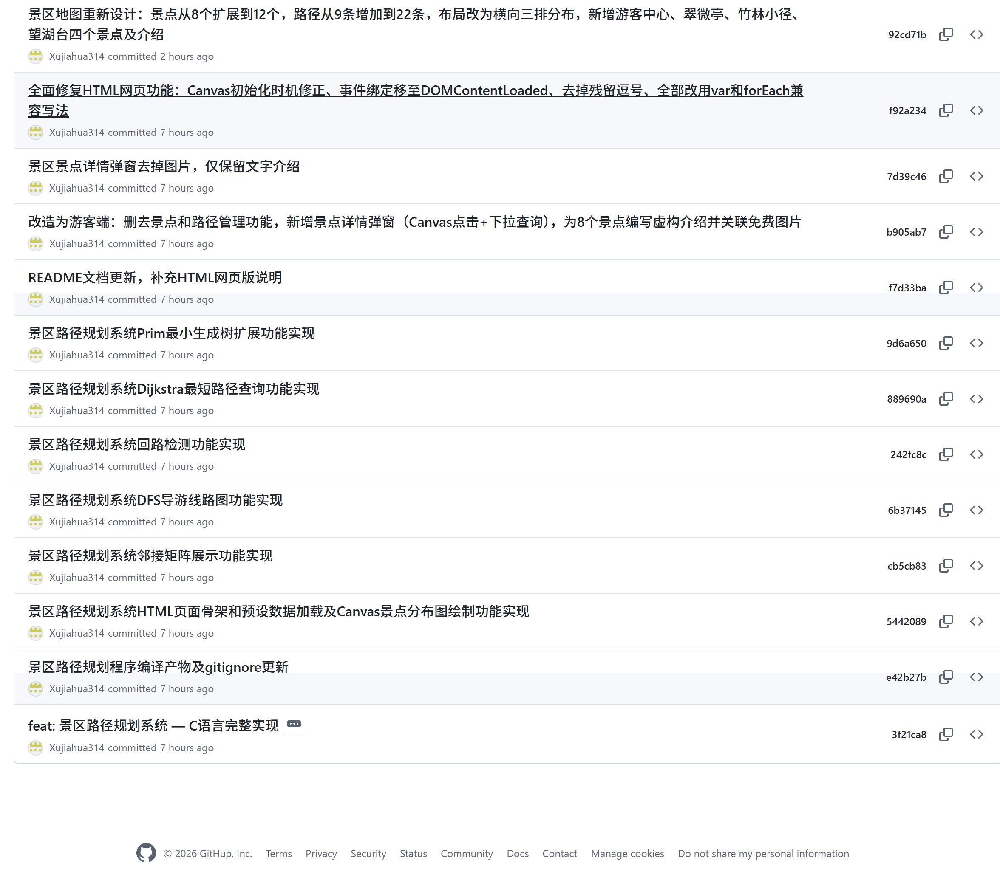 景区地图重新设计：景点从8个扩展到12个，路径从9条增加到22条，布局改为横向三排分布，新增游客中心、翠微亭、竹林小径、
望湖台四个景点及介绍
92cd71b
Xujiahua314 committed 2 hours ago
全面修复HTML网页功能：Canvas初始化时机修正、事件绑定移至DOMContentLoaded、去掉残留逗号、全部改用var和forEach兼
容写法
f92a234
Xujiahua314 committed 7 hours ago
景区景点详情弹窗去掉图片，仅保留文字介绍
7d39c46
Xujiahua314 committed 7 hours ago
改造为游客端：删去景点和路径管理功能，新增景点详情弹窗（Canvas点击+下拉查询），为8个景点编写虚构介绍并关联免费图片
b905ab7
Xujiahua314 committed 7 hours ago
README文档更新，补充HTML网页版说明
f7d33ba
Xujiahua314 committed 7 hours ago
景区路径规划系统Prim最小生成树扩展功能实现
9d6a650
Xujiahua314 committed 7 hours ago
景区路径规划系统Dijkstra最短路径查询功能实现
889690a
Xujiahua314 committed 7 hours ago
景区路径规划系统回路检测功能实现
242fc8c
Xujiahua314 committed 7 hours ago
景区路径规划系统DFS导游线路图功能实现
6b37145
Xujiahua314 committed 7 hours ago
景区路径规划系统邻接矩阵展示功能实现
cb5cb83
Xujiahua314 committed 7 hours ago
景区路径规划系统HTML页面骨架和预设数据加载及Canvas景点分布图绘制功能实现
5442089
Xujiahua314 committed 7 hours ago
景区路径规划程序编译产物及gitignore更新
e42b27b
Xujiahua314 committed 7 hours ago
feat: 景区路径规划系统 — C语言完整实现
3f21ca8
Xujiahua314 committed 7 hours ago
© 2026 GitHub, Inc. Terms Privacy Security Status Community Docs Contact Manage cookies Do not share my personal information